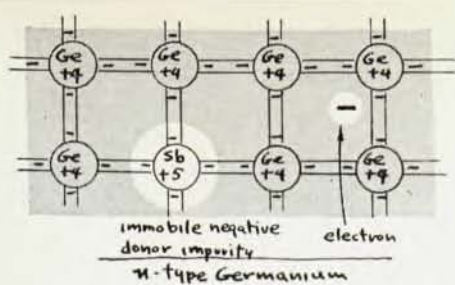 Ge Ge Ge Ge
+4 +4 +4 +4
Ge Sb Ge Ge
+4 +5 +4 +4
immobile negative
donor impurity
electron
n-type Germanium